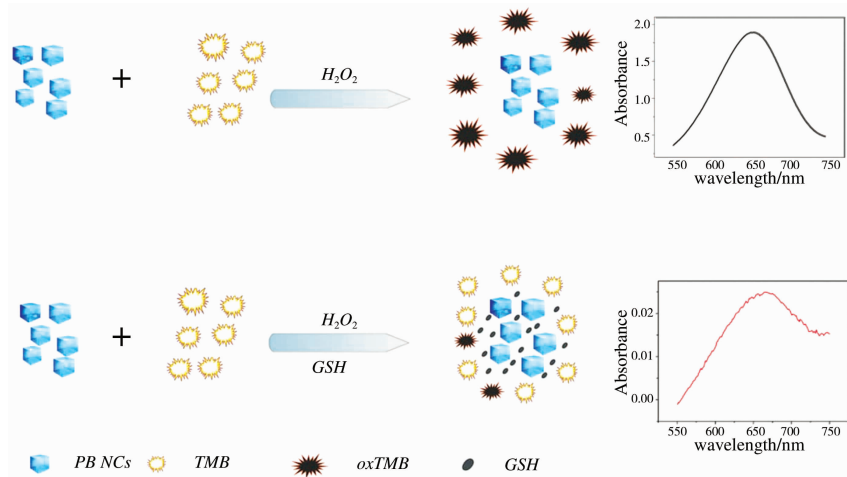 +
H₂O₂
Absorbance
2.0
1.5
1.0
0.5
550 600 650 700 750
wavelength/nm
+
H₂O₂
GSH
Absorbance
0.02
0.01
0.00
550 600 650 700 750
wavelength/nm
PB NCs TMB oxTMB GSH